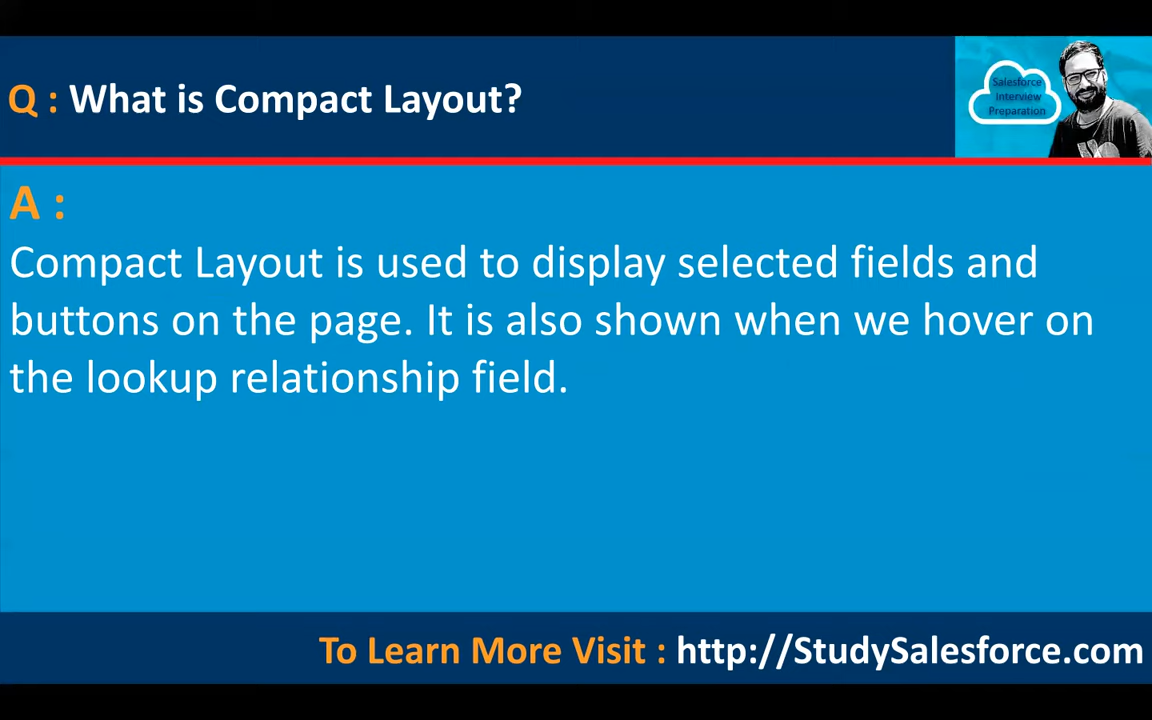 Q : What is Compact Layout?
Salesforce
Interview
Preparation
A :
Compact Layout is used to display selected fields and
buttons on the page. It is also shown when we hover on
the lookup relationship field.
To Learn More Visit : http://StudySalesforce.com